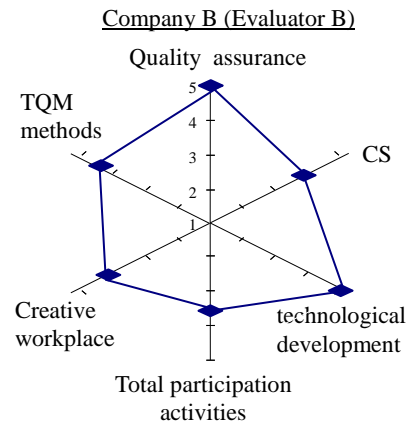 Company B (Evaluator B)
Quality assurance
5
4
3
2
1
TQM
methods
CS
Creative
workplace
technological
development
Total participation
activities